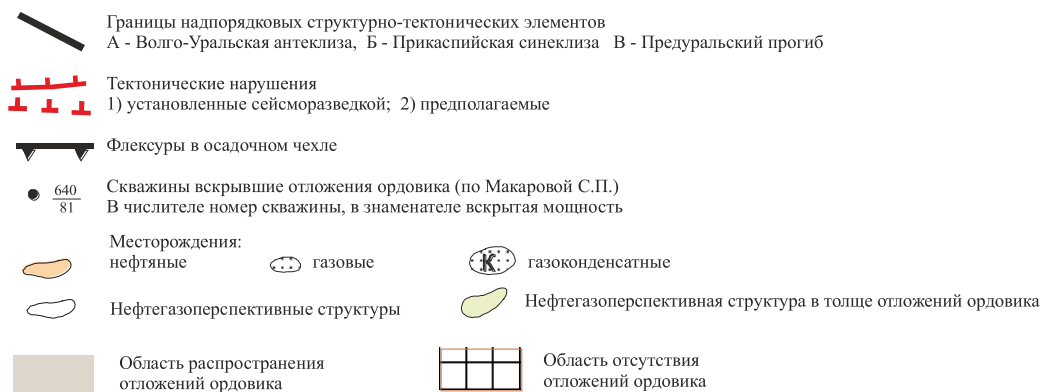 Границы надпорядковых структурно-тектонических элементов
А - Волго-Уральская антеклиза, Б - Прикаспийская синеклиза В - Предуральский прогиб
Тектонические нарушения
1) установленные сейсморазведкой; 2) предполагаемые
Флексуры в осадочном чехле
640
81
Скважины вскрывшие отложения ордовика (по Макаровой С.П.)
В числителе номер скважины, в знаменателе вскрытая мощность
Месторождения:
нефтяные газовые К газоконденсатные
Нефтегазоперспективные структуры
Нефтегазоперспективная структура в толще отложений ордовика
Область распространения
отложений ордовика
Область отсутствия
отложений ордовика